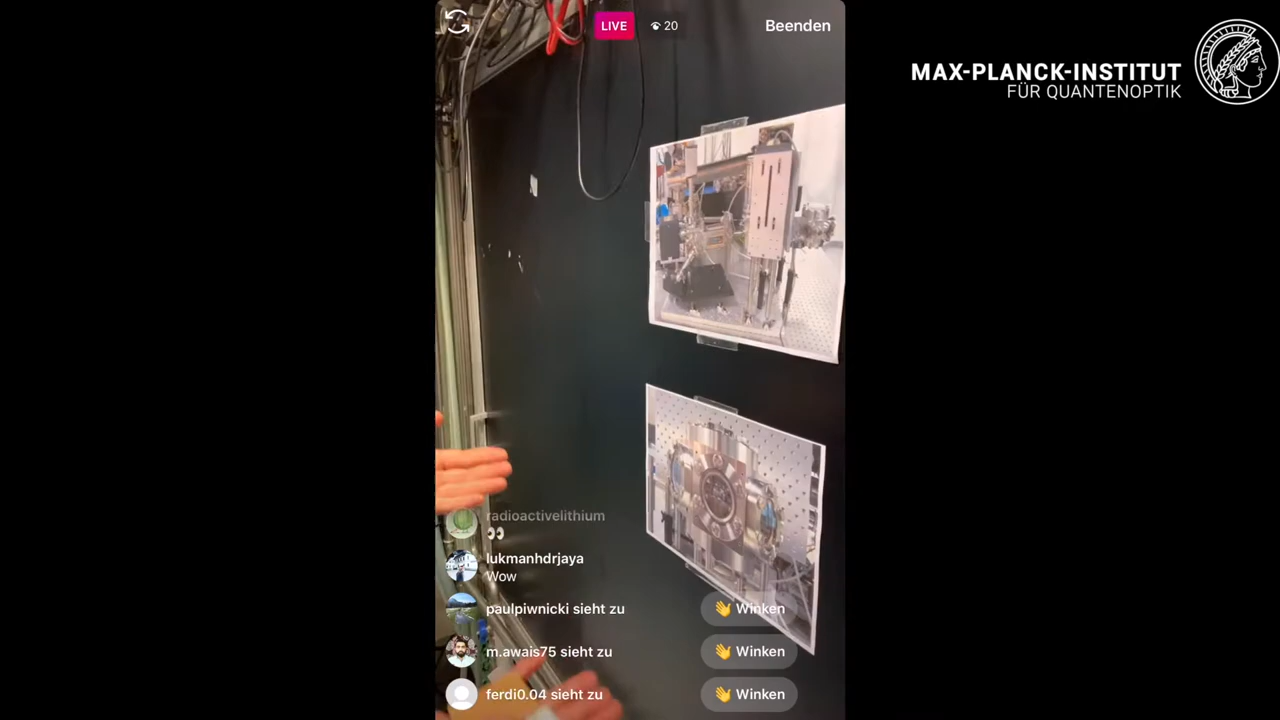 LIVE
20
Beenden
MAX-PLANCK-INSTITUT
FÜR QUANTENOPTIK
radioactivelithium
👀
lukmanhdrjaya
Wow
paulpiwnicki sieht zu
👋 Winken
m.awais75 sieht zu
👋 Winken
ferdi0.04 sieht zu
👋 Winken